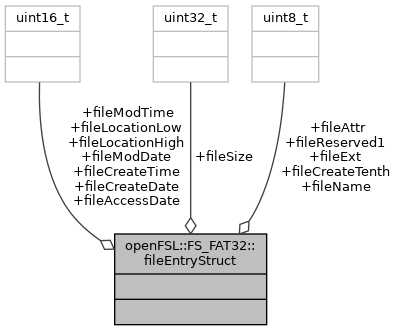 uint16_t
uint32_t
uint8_t
+fileModTime
+fileLocationLow
+fileLocationHigh
+fileModDate
+fileCreateTime
+fileCreateDate
+fileAccessDate
+fileSize
+fileAttr
+fileReserved1
+fileExt
+fileCreateTenth
+fileName
openFSL::FS_FAT32::
fileEntryStruct